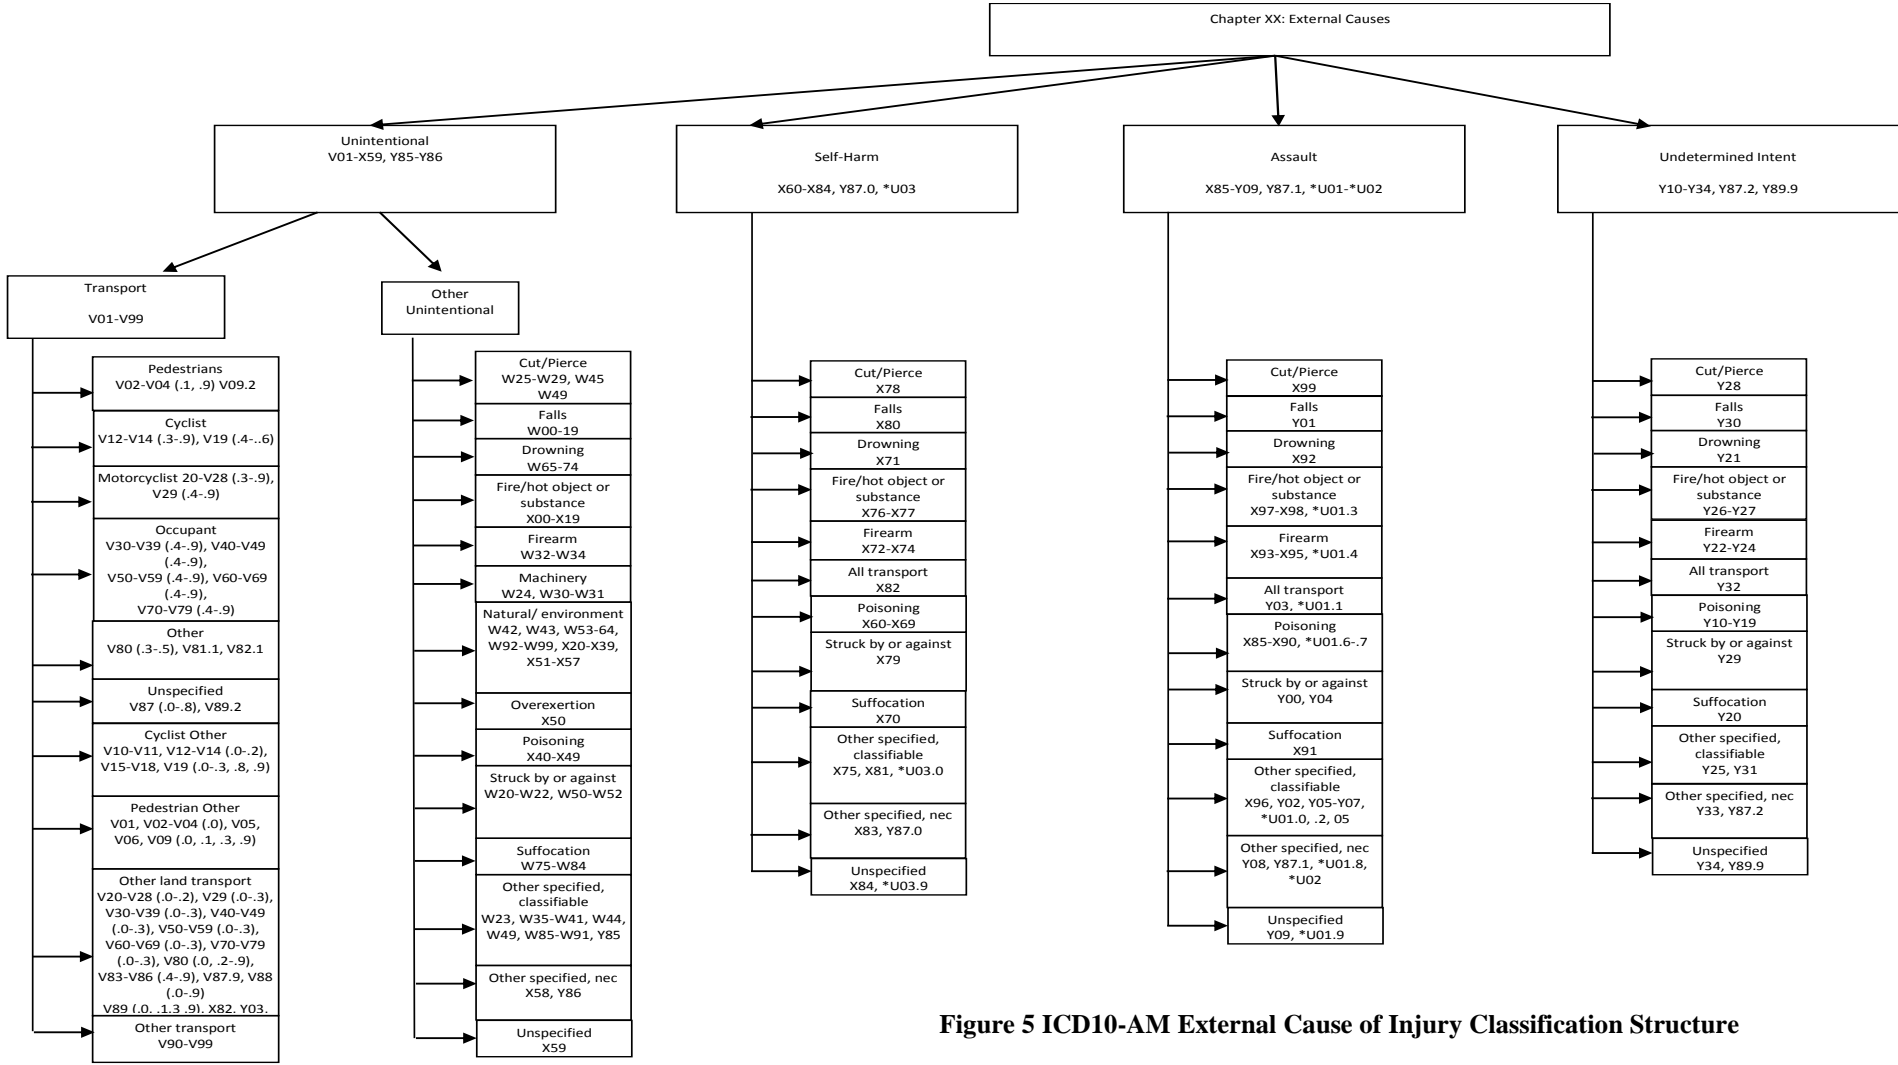 Chapter XX: External Causes
Unintentional
V01-X59, Y85-Y86
Self-Harm
X60-X84, Y87.0, *U03
Assault
X85-Y09, Y87.1, *U01-*U02
Undetermined Intent
Y10-Y34, Y87.2, Y89.9
Transport
V01-V99
Other
Unintentional
Pedestrians
V02-V04 (.1, .9) V09.2
Cyclist
V12-V14 (.3-.9), V19 (.4-..6)
Motorcyclist 20-V28 (.3-.9),
V29 (.4-.9)
Occupant
V30-V39 (.4-.9), V40-V49
(.4-.9),
V50-V59 (.4-.9), V60-V69
(.4-.9),
V70-V79 (.4-.9)
Other
V80 (.3-.5), V81.1, V82.1
Unspecified
V87 (.0-.8), V89.2
Cyclist Other
V10-V11, V12-V14 (.0-.2),
V15-V18, V19 (.0-.3, .8, .9)
Pedestrian Other
V01, V02-V04 (.0), V05,
V06, V09 (.0, .1, .3, .9)
Other land transport
V20-V28 (.0-.2), V29 (.0-.3),
V30-V39 (.0-.3), V40-V49
(.0-.3), V50-V59 (.0-.3),
V60-V69 (.0-.3), V70-V79
(.0-.3), V80 (.0, .2-.9),
V83-V86 (.4-.9), V87.9, V88
(.0-.9)
V89 (.0, .1,3 .9), X82, Y03,
Other transport
V90-V99
Cut/Pierce
W25-W29, W45
W49
Falls
W00-19
Drowning
W65-74
Fire/hot object or
substance
X00-X19
Firearm
W32-W34
Machinery
W24, W30-W31
Natural/ environment
W42, W43, W53-64,
W92-W99, X20-X39,
X51-X57
Overexertion
X50
Poisoning
X40-X49
Struck by or against
W20-W22, W50-W52
Suffocation
W75-W84
Other specified,
classifiable
W23, W35-W41, W44,
W49, W85-W91, Y85
Other specified, nec
X58, Y86
Unspecified
X59
Cut/Pierce
X78
Falls
X80
Drowning
X71
Fire/hot object or
substance
X76-X77
Firearm
X72-X74
All transport
X82
Poisoning
X60-X69
Struck by or against
X79
Suffocation
X70
Other specified,
classifiable
X75, X81, *U03.0
Other specified, nec
X83, Y87.0
Unspecified
X84, *U03.9
Cut/Pierce
X99
Falls
Y01
Drowning
X92
Fire/hot object or
substance
X97-X98, *U01.3
Firearm
X93-X95, *U01.4
All transport
Y03, *U01.1
Poisoning
X85-X90, *U01.6-.7
Struck by or against
Y00, Y04
Suffocation
X91
Other specified,
classifiable
X96, Y02, Y05-Y07,
*U01.0, .2, 05
Other specified, nec
Y08, Y87.1, *U01.8,
*U02
Unspecified
Y09, *U01.9
Cut/Pierce
Y28
Falls
Y30
Drowning
Y21
Fire/hot object or
substance
Y26-Y27
Firearm
Y22-Y24
All transport
Y32
Poisoning
Y10-Y19
Struck by or against
Y29
Suffocation
Y20
Other specified,
classifiable
Y25, Y31
Other specified, nec
Y33, Y87.2
Unspecified
Y34, Y89.9
Figure 5 ICD10-AM External Cause of Injury Classification Structure